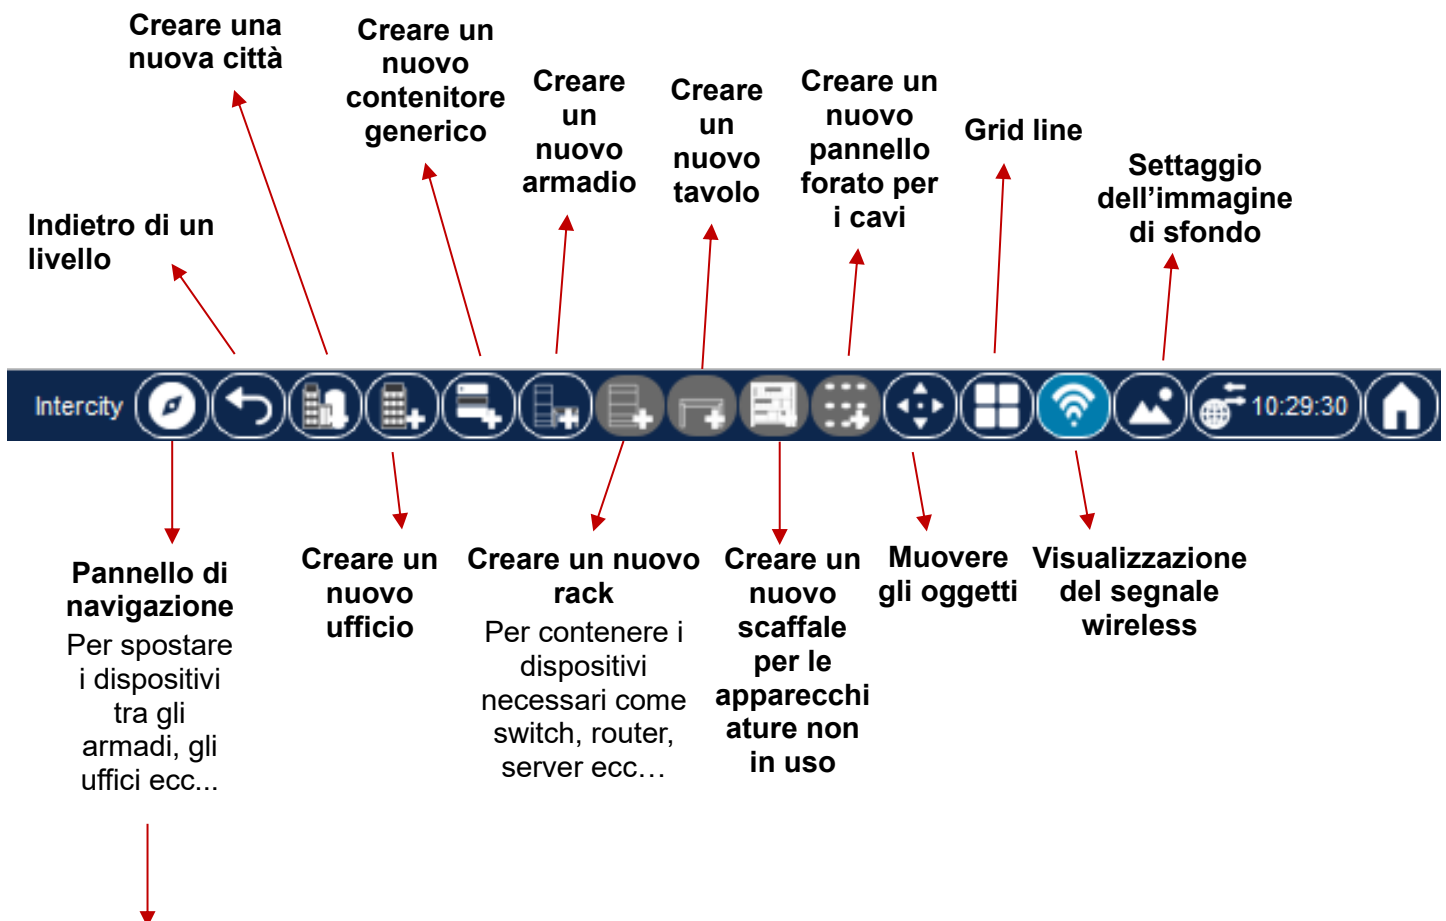 Creare una
nuova città
Creare un
nuovo
contenitore
generico
Creare
un
nuovo
armadio
Creare
un
nuovo
tavolo
Creare un
nuovo
pannello
forato per
i cavi
Grid line
Settaggio
dell’immagine
di sfondo
Indietro di un
livello
Intercity
10:29:30
Pannello di
navigazione
Per spostare
i dispositivi
tra gli
armadi, gli
uffici ecc...
Creare un
nuovo
ufficio
Creare un nuovo
rack
Per contenere i
dispositivi
necessari come
switch, router,
server ecc…
Creare un
nuovo
scaffale
per le
apparecchi
ature non
in uso
Muovere
gli oggetti
Visualizzazione
del segnale
wireless